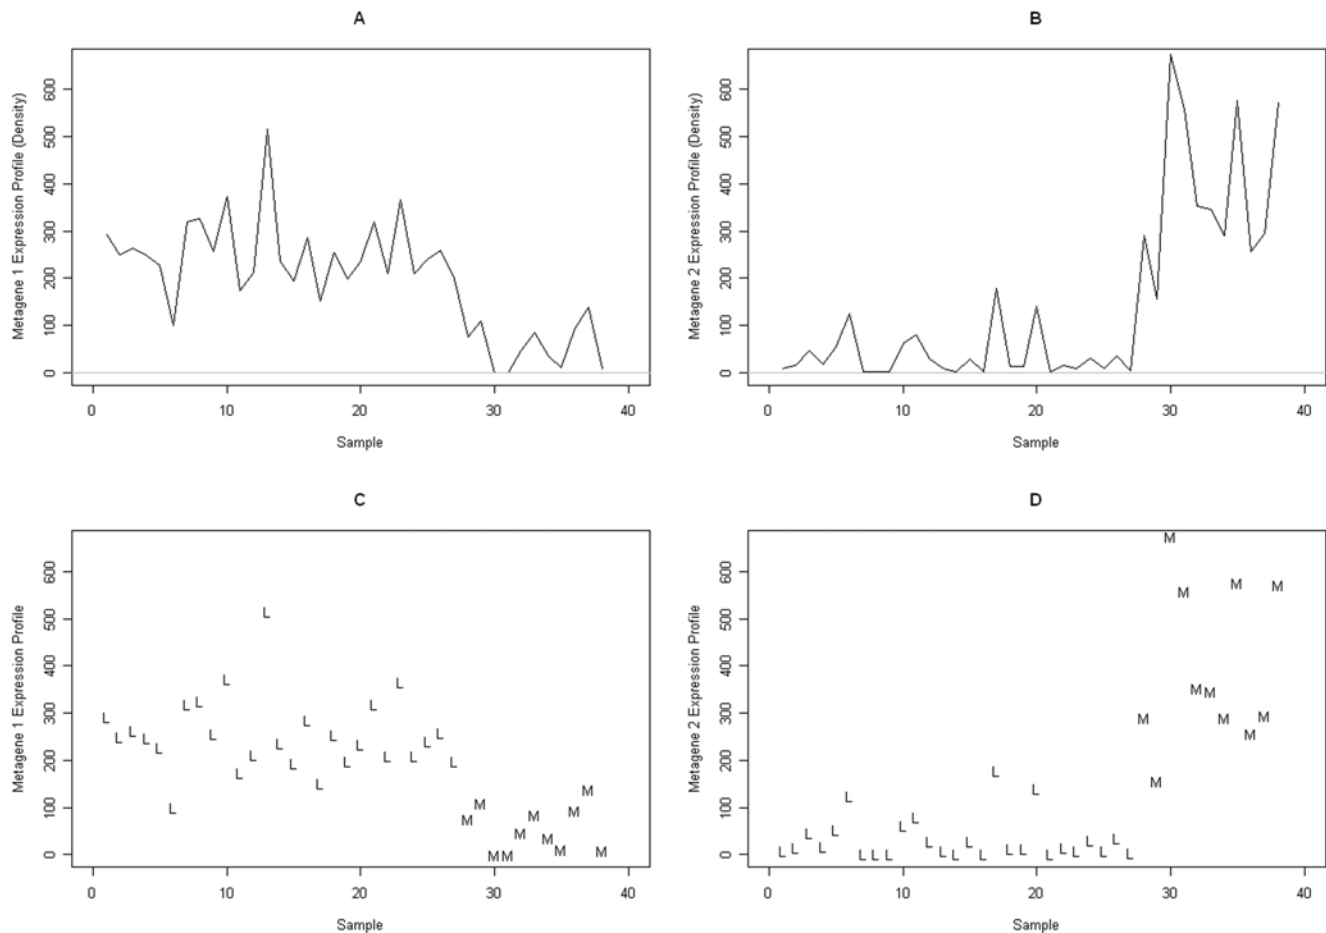 A
Metagene 1 Expression Profile (Density)
600
500
400
300
200
100
0
0 10 20 30 40
Sample
B
Metagene 2 Expression Profile (Density)
600
500
400
300
200
100
0
0 10 20 30 40
Sample
C
Metagene 1 Expression Profile
600
500
400
300
200
100
0
L L L L L L L L L L L L L L L L L L L L L L L L L L L M M M M M M M M M M M
0 10 20 30 40
Sample
D
Metagene 2 Expression Profile
600
500
400
300
200
100
0
L L L L L L L L L L L L L L L L L L L L L L L L L L L M M M M M M M M M M M
0 10 20 30 40
Sample